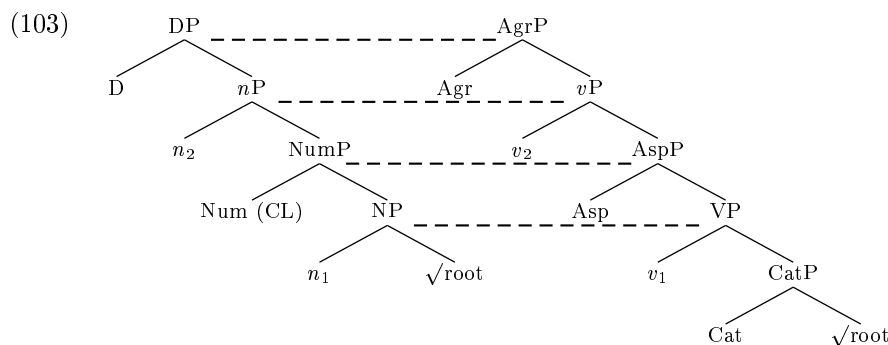 (103) DP AgrP
D nP Agr vP
n₂ NumP v₂ AspP
Num (CL) NP Asp VP
n₁ √root v₁ CatP
Cat √root